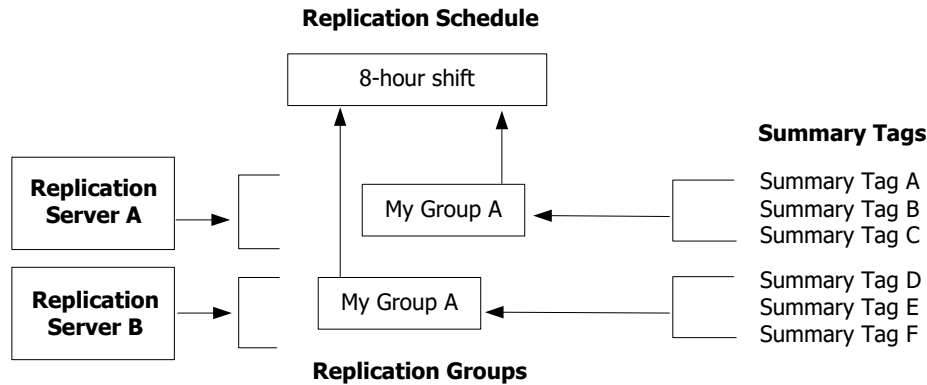 Replication Schedule
8-hour shift
Summary Tags
Replication
Server A
My Group A
Summary Tag A
Summary Tag B
Summary Tag C
Replication
Server B
My Group A
Summary Tag D
Summary Tag E
Summary Tag F
Replication Groups